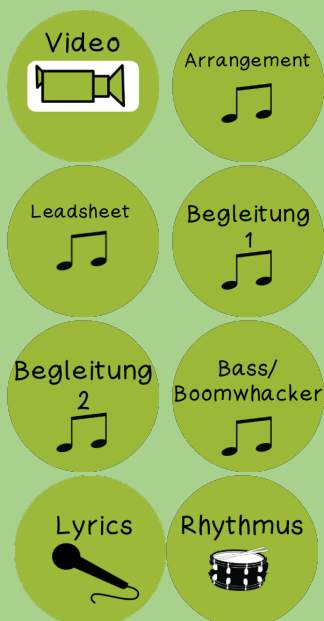 Video
Arrangement
Leadsheet
Begleitung
1
Begleitung
2
Bass/
Boomwhacker
Lyrics
Rhythmus